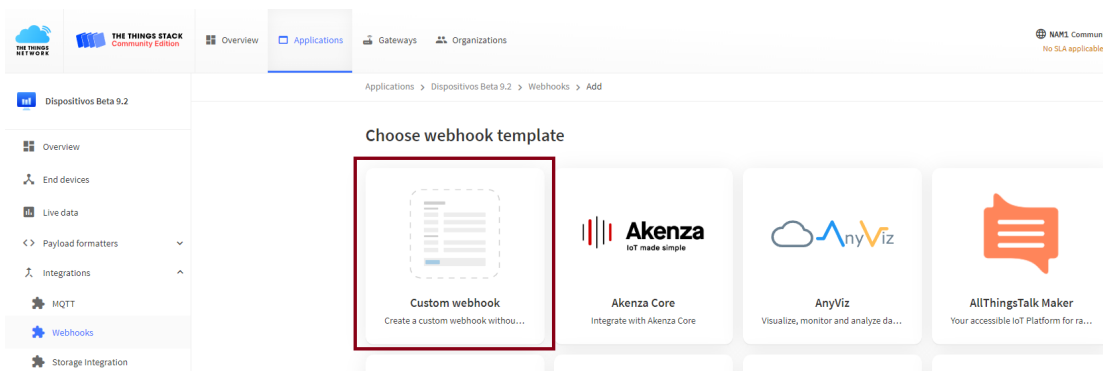 THE THINGS
NETWORK
THE THINGS STACK
Community Edition
Overview
Applications
Gateways
Organizations
NAM1 Commun
No SLA applicable
Dispositivos Beta 9.2
Applications > Dispositivos Beta 9.2 > Webhooks > Add
Overview
End devices
Live data
Payload formatters
Integrations
MQTT
Webhooks
Storage Integration
Choose webhook template
Custom webhook
Create a custom webhook withou...
Akenza
IoT made simple
Akenza Core
Integrate with Akenza Core
AnyViz
AnyViz
Visualize, monitor and analyze da...
AllThingsTalk Maker
Your accessible IoT Platform for ra...